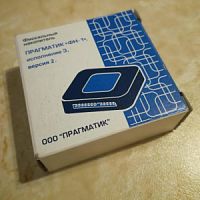 Фискальный
накопитель
ПРАГМАТИК «ФН-1»,
исполнение 3,
версия 2
ООО "ПРАГМАТИК"